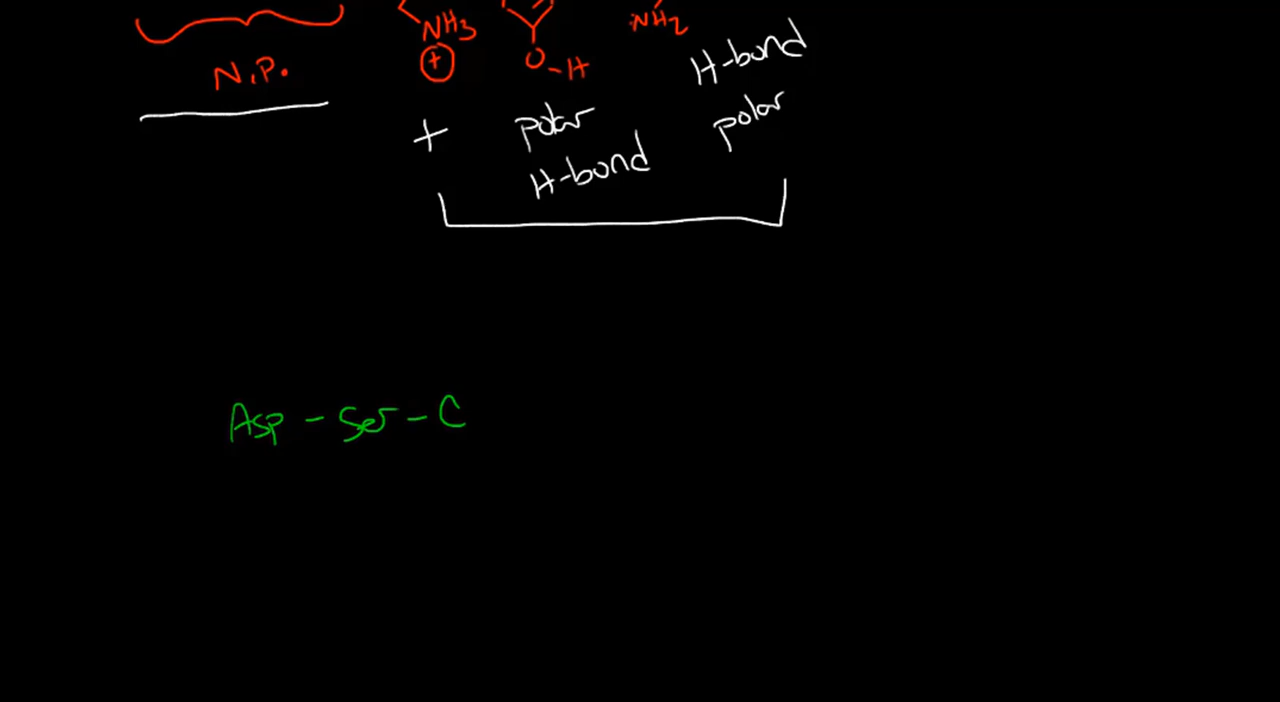 NH3 NH2
+
O-H
N.P.
H-bond
polar
+ polar
H-bond
Asp - Ser - C